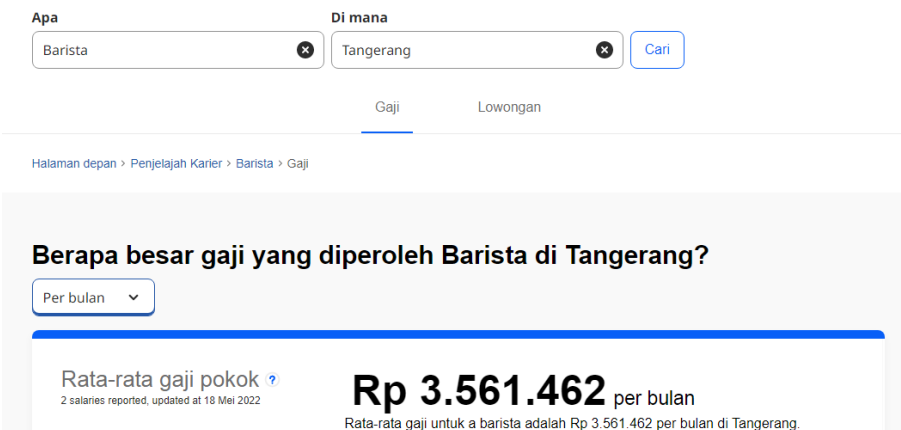 Apa Di mana
Barista Tangerang Cari
Gaji Lowongan
Halaman depan > Penjelajah Karier > Barista > Gaji
Berapa besar gaji yang diperoleh Barista di Tangerang?
Per bulan
Rata-rata gaji pokok ?
2 salaries reported, updated at 18 Mei 2022
Rp 3.561.462 per bulan
Rata-rata gaji untuk a barista adalah Rp 3.561.462 per bulan di Tangerang.